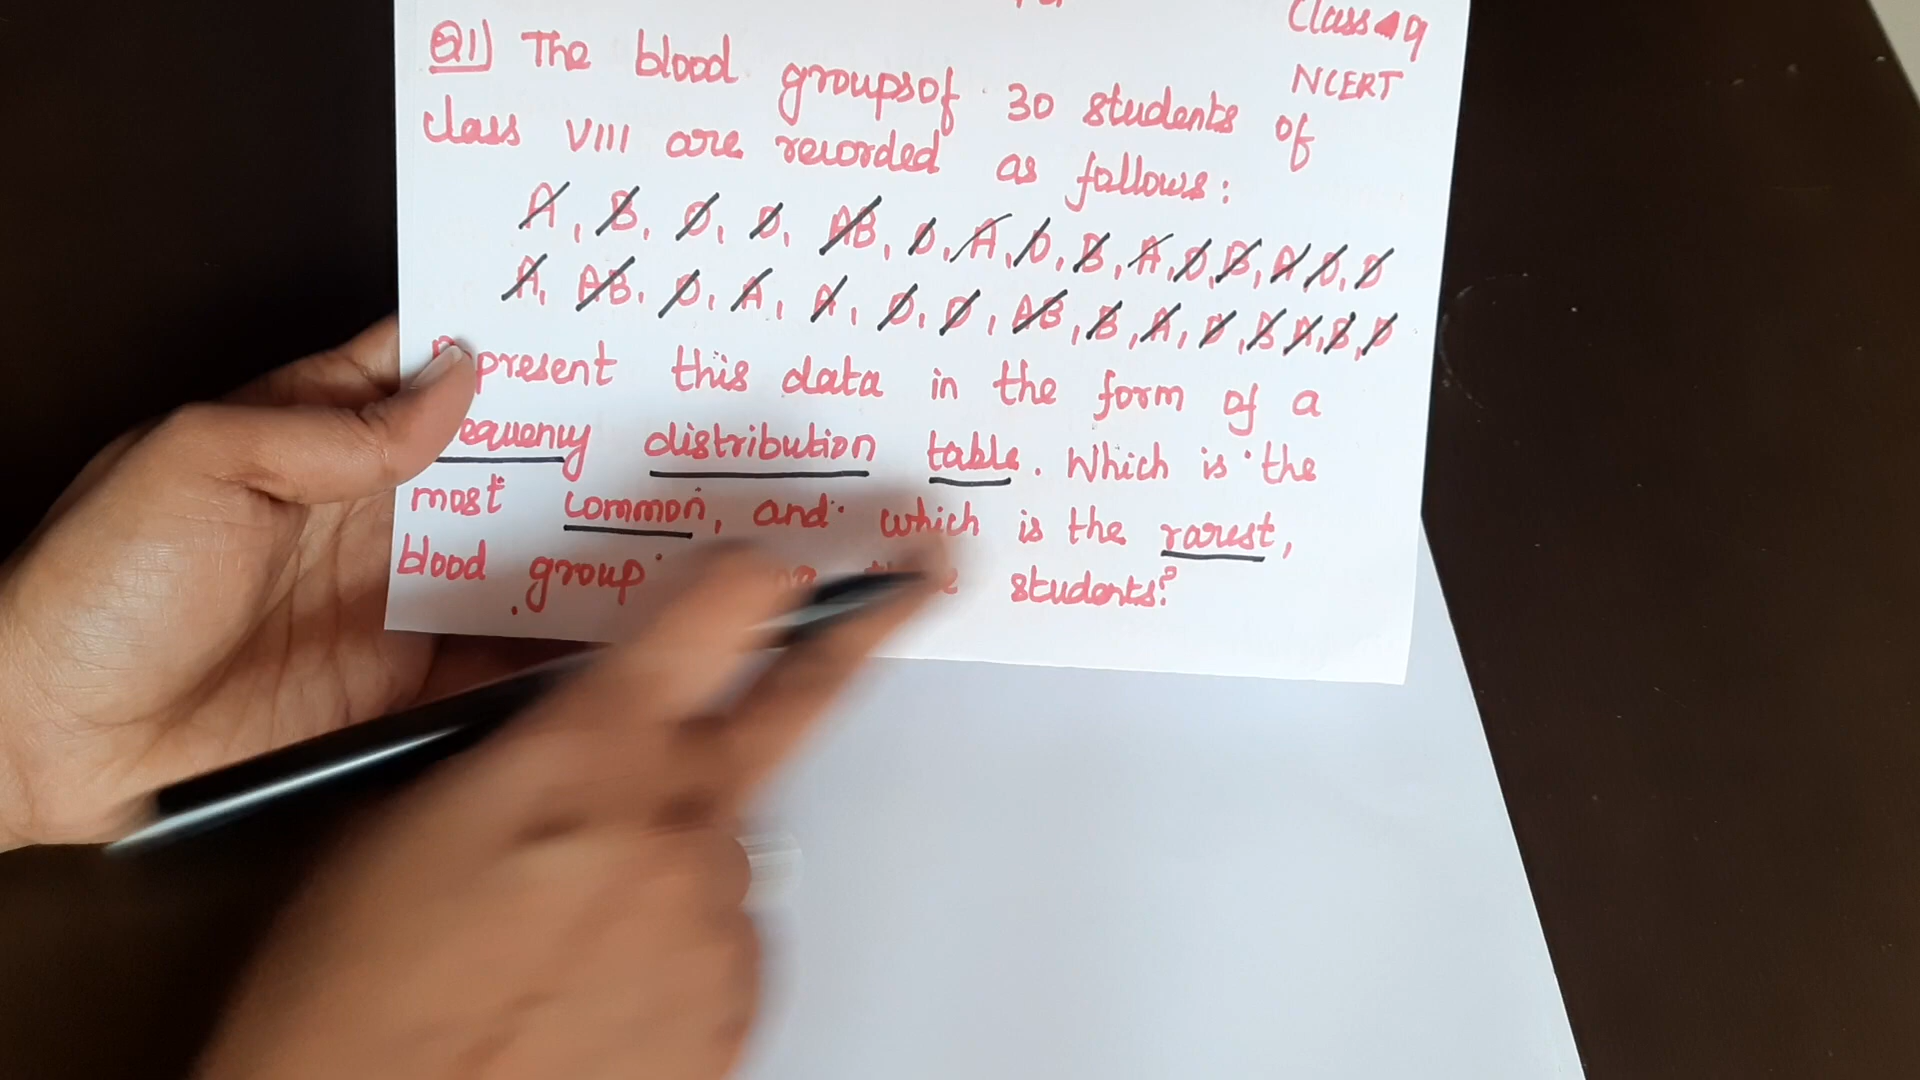 Class 9
NCERT
Q1) The blood groups of 30 students of
class VIII are recorded as follows:
A, B, O, O, AB, O, A, O, B, A, O, B, A, O, O
A, AB, O, A, A, O, O, AB, B, A, O, B, A, B, O
present this data in the form of a
equency distribution table. Which is the
most common, and which is the rarest,
blood group students?